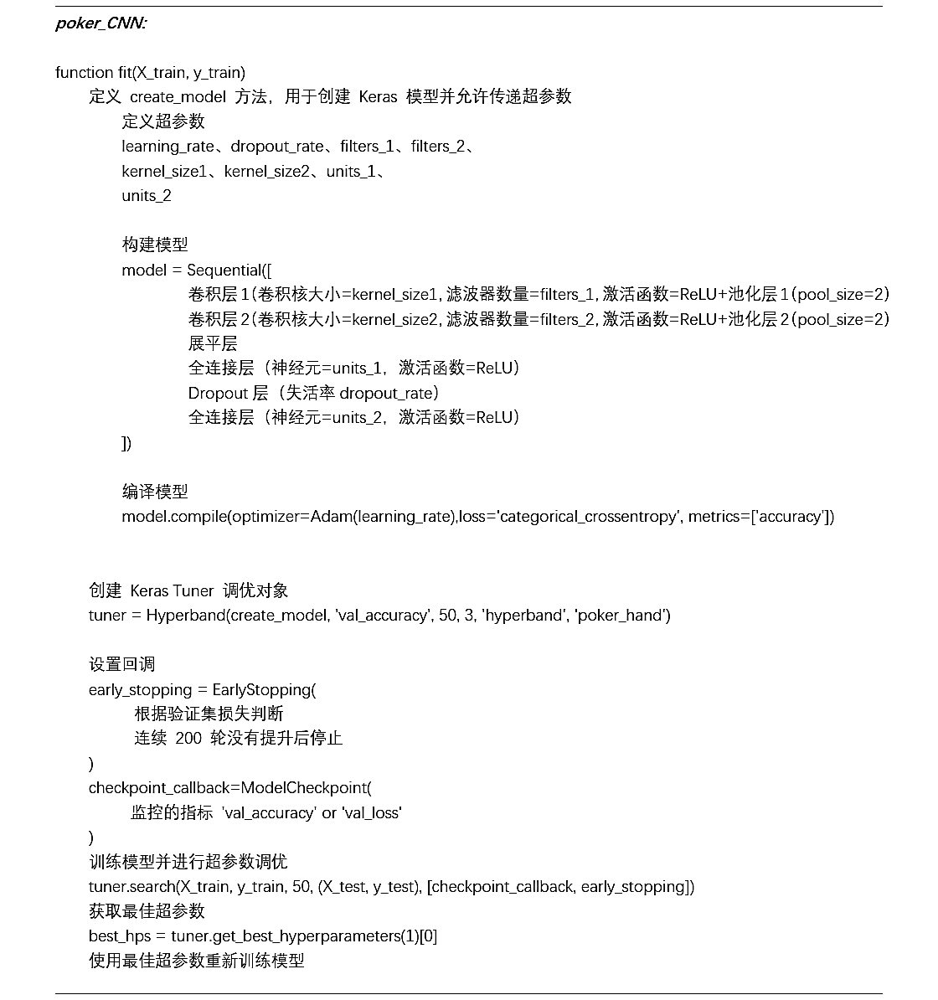 poker_CNN:
function fit(X_train, y_train)
定义 create_model 方法，用于创建 Keras 模型并允许传递超参数
定义超参数
learning_rate、dropout_rate、filters_1、filters_2、
kernel_size1、kernel_size2、units_1、
units_2
构建模型
model = Sequential([
卷积层1(卷积核大小=kernel_size1, 滤波器数量=filters_1, 激活函数=ReLU+池化层1(pool_size=2)
卷积层2(卷积核大小=kernel_size2, 滤波器数量=filters_2, 激活函数=ReLU+池化层2(pool_size=2)
展平层
全连接层（神经元=units_1，激活函数=ReLU）
Dropout 层（失活率 dropout_rate）
全连接层（神经元=units_2，激活函数=ReLU）
])
编译模型
model.compile(optimizer=Adam(learning_rate),loss='categorical_crossentropy', metrics=['accuracy'])
创建 Keras Tuner 调优对象
tuner = Hyperband(create_model, 'val_accuracy', 50, 3, 'hyperband', 'poker_hand')
设置回调
early_stopping = EarlyStopping(
根据验证集损失判断
连续 200 轮没有提升后停止
)
checkpoint_callback=ModelCheckpoint(
监控的指标 'val_accuracy' or 'val_loss'
)
训练模型并进行超参数调优
tuner.search(X_train, y_train, 50, (X_test, y_test), [checkpoint_callback, early_stopping])
获取最佳超参数
best_hps = tuner.get_best_hyperparameters(1)[0]
使用最佳超参数重新训练模型